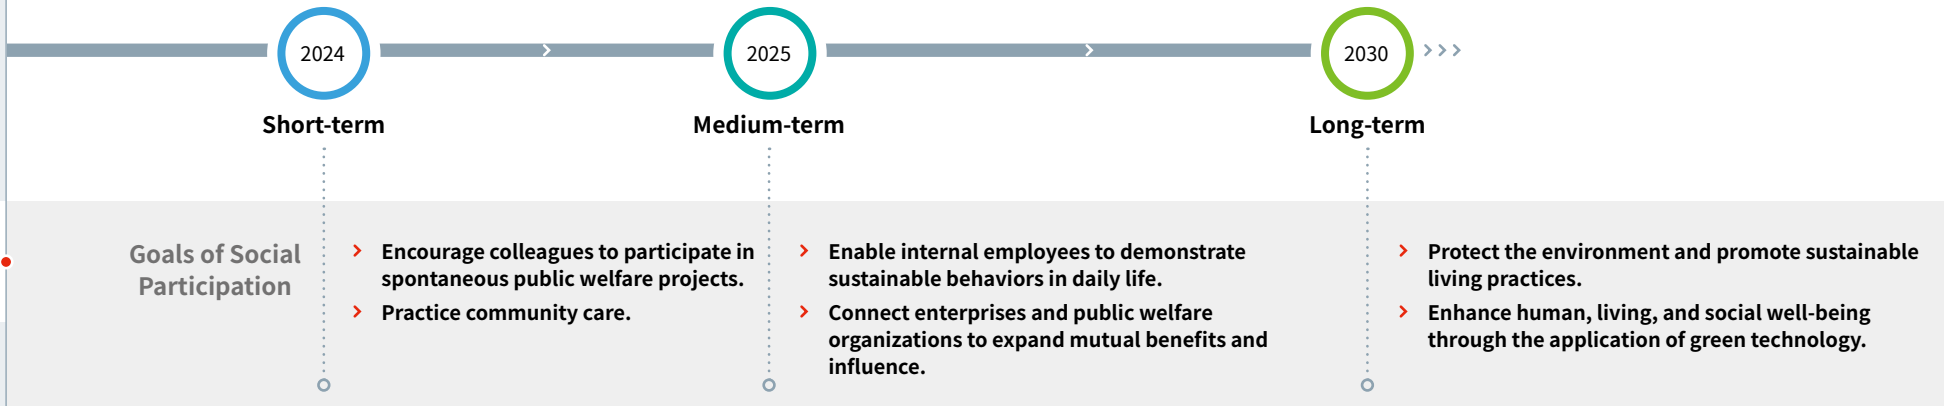 2024
2025
2030
Short-term
Medium-term
Long-term
Goals of Social
Participation
Encourage colleagues to participate in
spontaneous public welfare projects.
Practice community care.
Enable internal employees to demonstrate
sustainable behaviors in daily life.
Connect enterprises and public welfare
organizations to expand mutual benefits and
influence.
Protect the environment and promote sustainable
living practices.
Enhance human, living, and social well-being
through the application of green technology.